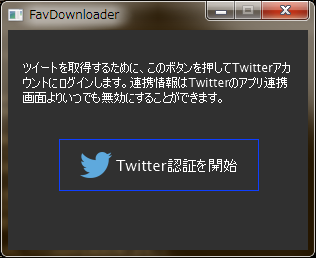 FavDownloader
ツイートを取得するために、このボタンを押してTwitterアカ
ウントにログインします。連携情報はTwitterのアプリ連携
画面よりいつでも無効にすることができます。
Twitter認証を開始